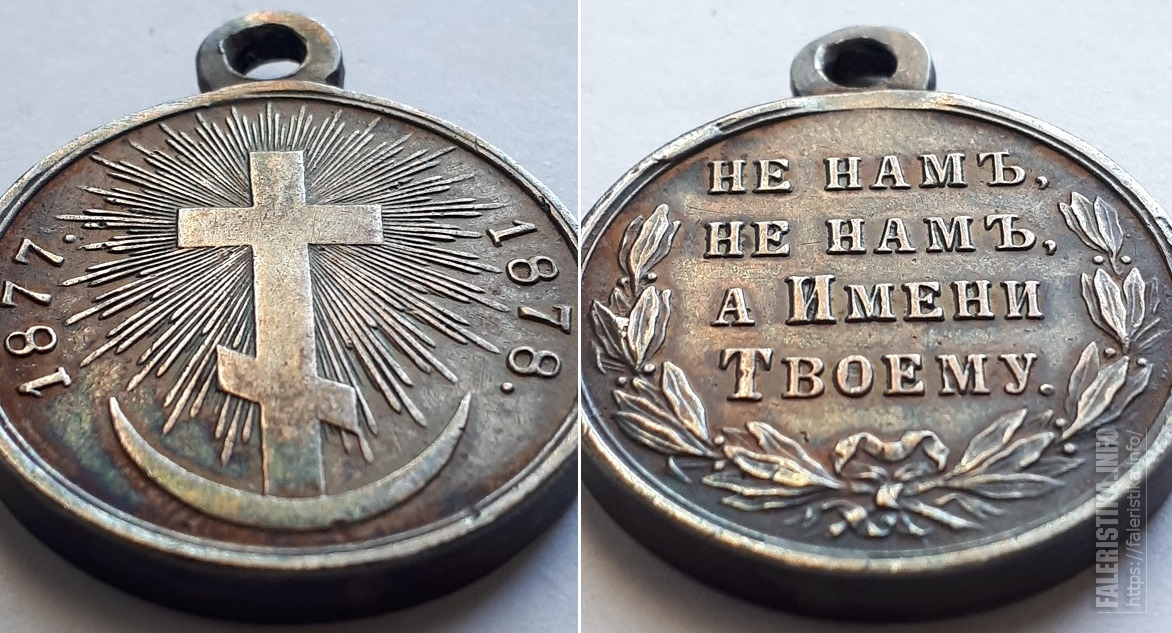 1877.
1878.
НЕ НАМЪ,
НЕ НАМЪ,
А ИМЕНИ
ТВОЕМУ.
FALERISTIKA.INFO
https://faleristika.info/